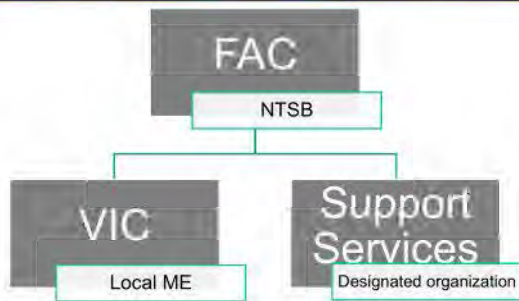 FAC
NTSB
VIC
Local ME
Support
Services
Designated organization